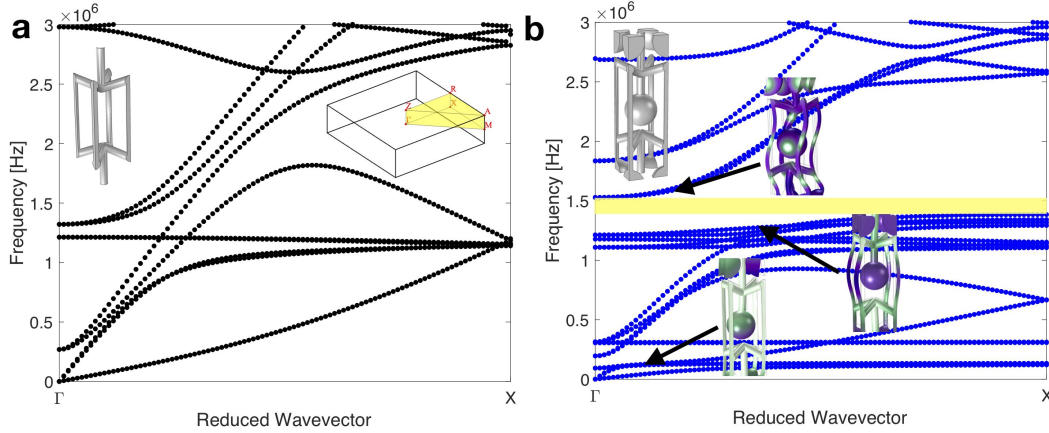 a
×10⁶
3
2.5
2
1.5
1
0.5
0
Frequency [Hz]
Γ
X
Reduced Wavevector
R
Z
X
Γ
A
M
b
×10⁶
3
2.5
2
1.5
1
0.5
0
Frequency [Hz]
Γ
X
Reduced Wavevector